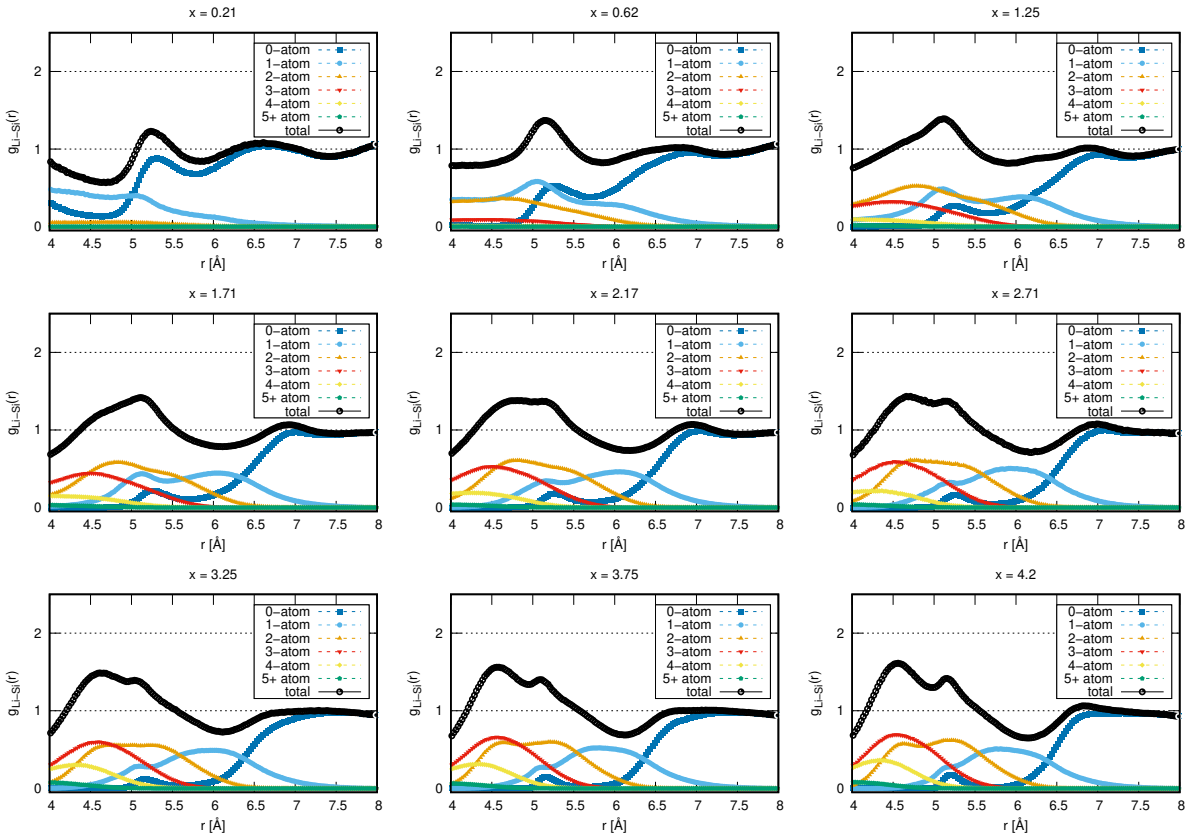 x = 0.21
2
1
0
g_Li-Si(r)
0-atom
1-atom
2-atom
3-atom
4-atom
5+ atom
total
4 4.5 5 5.5 6 6.5 7 7.5 8
r [Å]
x = 0.62
2
1
0
g_Li-Si(r)
0-atom
1-atom
2-atom
3-atom
4-atom
5+ atom
total
4 4.5 5 5.5 6 6.5 7 7.5 8
r [Å]
x = 1.25
2
1
0
g_Li-Si(r)
0-atom
1-atom
2-atom
3-atom
4-atom
5+ atom
total
4 4.5 5 5.5 6 6.5 7 7.5 8
r [Å]
x = 1.71
2
1
0
g_Li-Si(r)
0-atom
1-atom
2-atom
3-atom
4-atom
5+ atom
total
4 4.5 5 5.5 6 6.5 7 7.5 8
r [Å]
x = 2.17
2
1
0
g_Li-Si(r)
0-atom
1-atom
2-atom
3-atom
4-atom
5+ atom
total
4 4.5 5 5.5 6 6.5 7 7.5 8
r [Å]
x = 2.71
2
1
0
g_Li-Si(r)
0-atom
1-atom
2-atom
3-atom
4-atom
5+ atom
total
4 4.5 5 5.5 6 6.5 7 7.5 8
r [Å]
x = 3.25
2
1
0
g_Li-Si(r)
0-atom
1-atom
2-atom
3-atom
4-atom
5+ atom
total
4 4.5 5 5.5 6 6.5 7 7.5 8
r [Å]
x = 3.75
2
1
0
g_Li-Si(r)
0-atom
1-atom
2-atom
3-atom
4-atom
5+ atom
total
4 4.5 5 5.5 6 6.5 7 7.5 8
r [Å]
x = 4.2
2
1
0
g_Li-Si(r)
0-atom
1-atom
2-atom
3-atom
4-atom
5+ atom
total
4 4.5 5 5.5 6 6.5 7 7.5 8
r [Å]